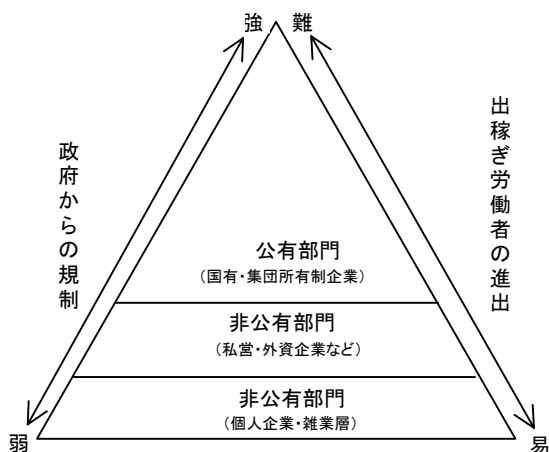 強 難
政府からの規制
出稼ぎ労働者の進出
公有部門
(国有・集団所有制企業)
非公有部門
(私営・外資企業など)
非公有部門
(個人企業・雑業層)
弱 易